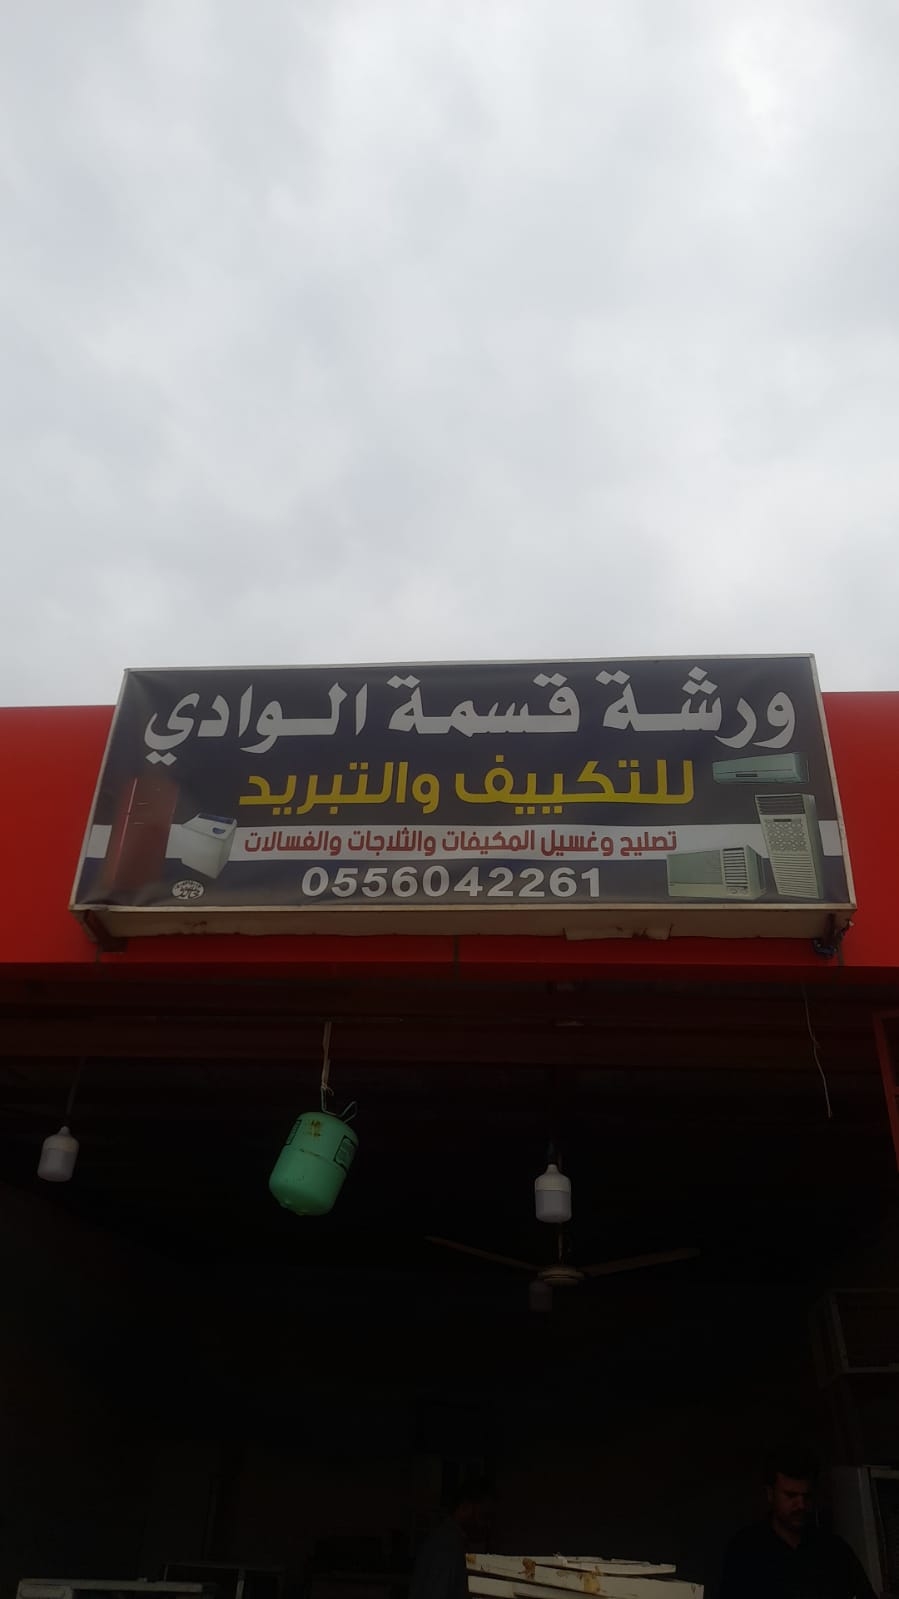 ورشة قسمة الوادي
للتكييف والتبريد
تصليح وغسيل المكيفات والثلاجات والغسالات
0556042261